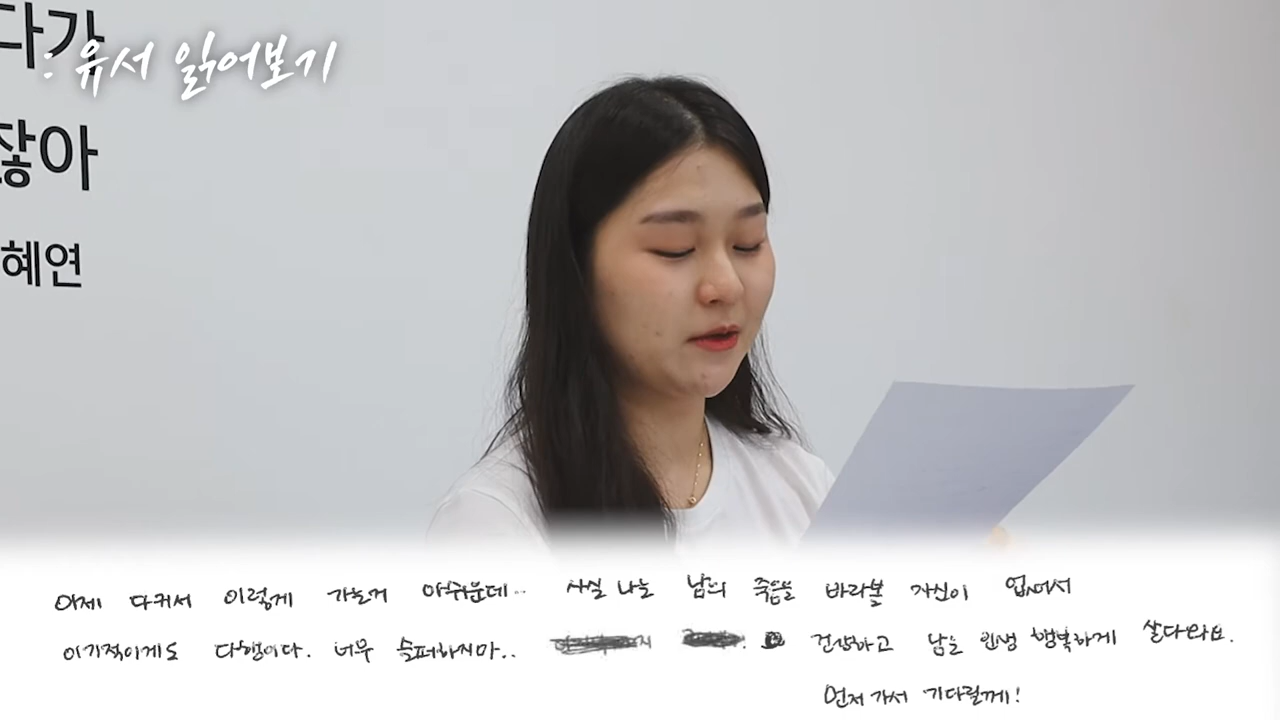 다가
: 유서 읽어보기
잖아
혜연
이제 다커서 이렇게 가는게 아쉬운데.. 사실 나는 남의 죽음을 바라볼 자신이 없어서
이기적이게도 다행이다. 너무 슬퍼하지마.. 건강하고 남은 인생 행복하게 살다와요.
먼저 가서 기다릴께!